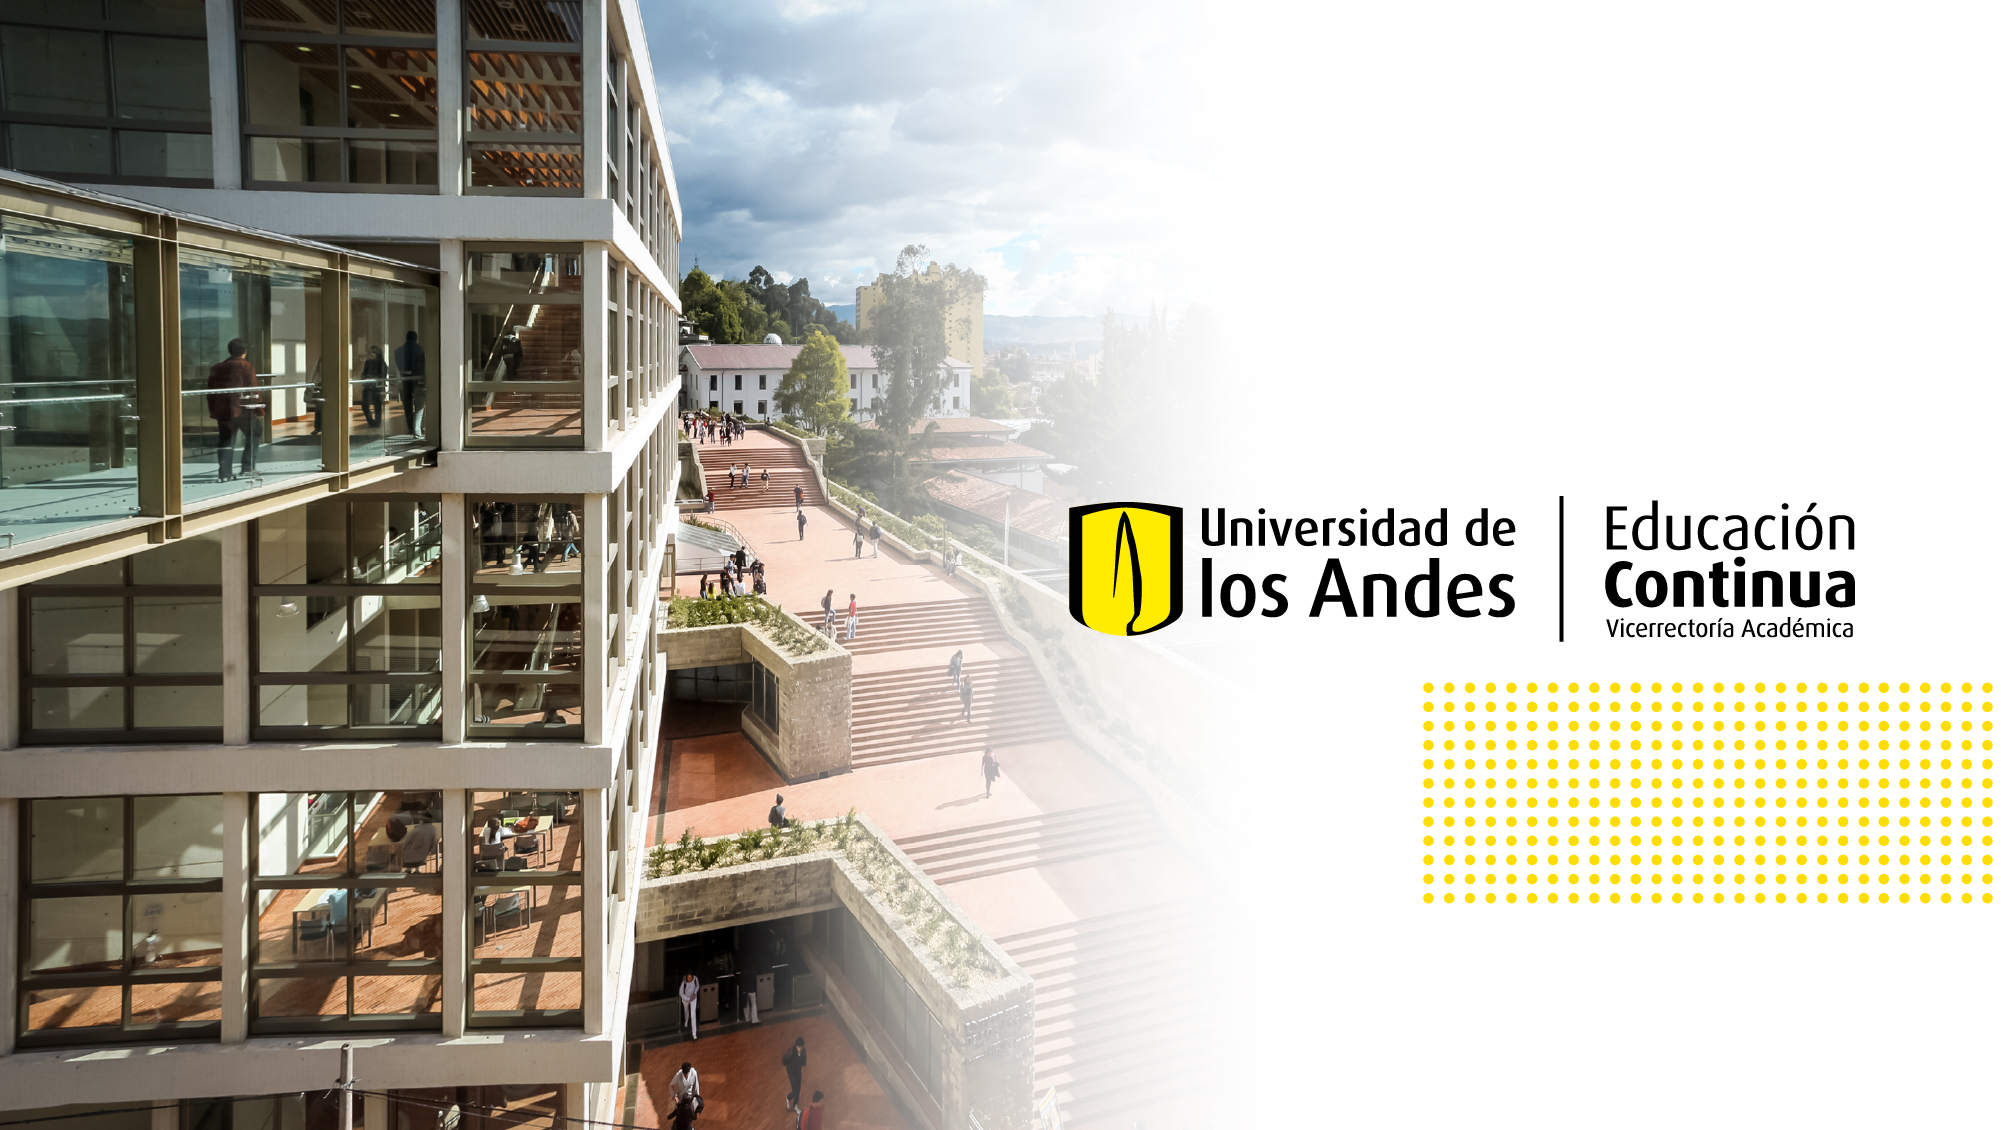 Universidad de
los Andes
Educación
Continua
Vicerrectoría Académica